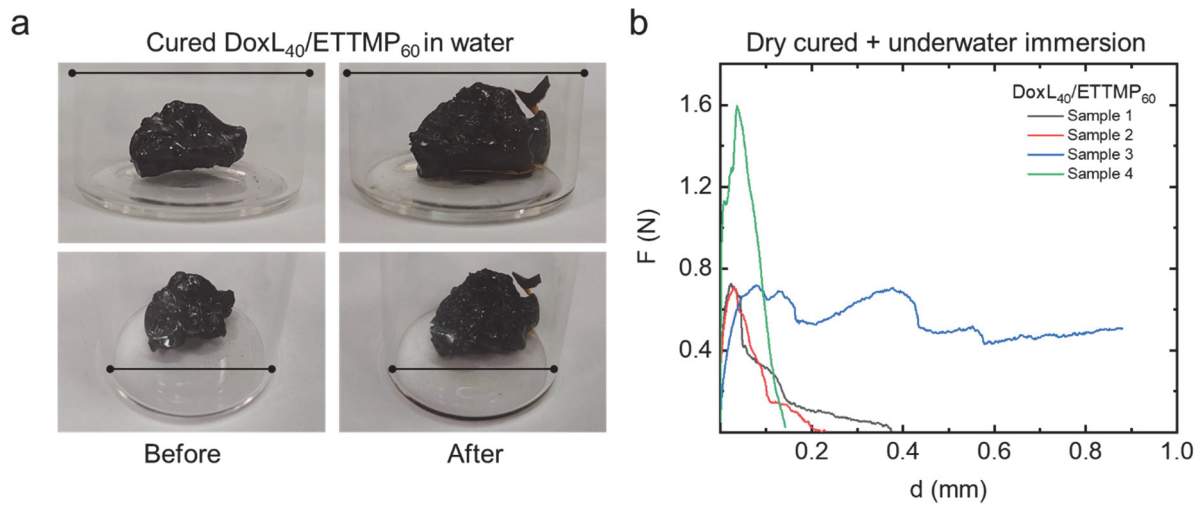 a
Cured DoxL₄₀/ETTMP₆₀ in water
Before
After
b
Dry cured + underwater immersion
DoxL₄₀/ETTMP₆₀
Sample 1
Sample 2
Sample 3
Sample 4
F (N)
1.6
1.2
0.8
0.4
0.2
0.4
0.6
0.8
1.0
d (mm)